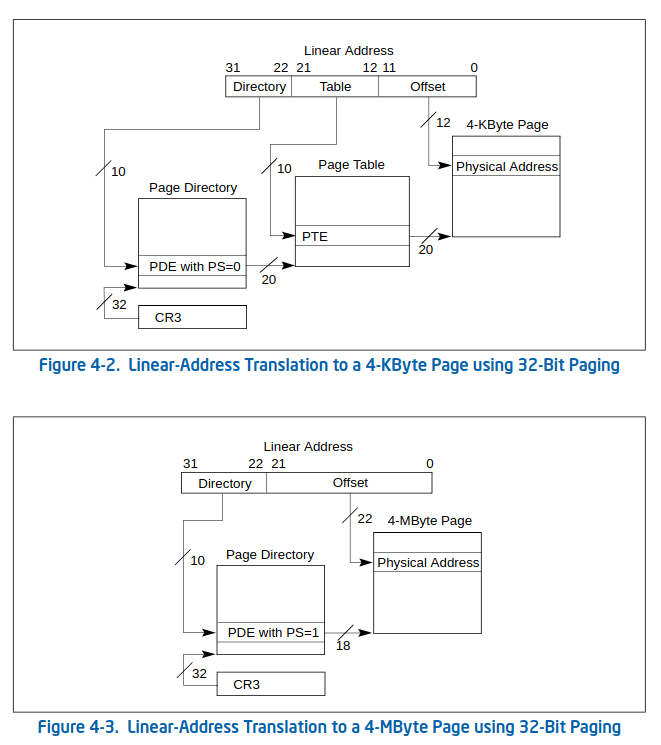 Linear Address
31 22 21 12 11 0
Directory Table Offset
12 4-KByte Page
10 10 Page Table Physical Address
Page Directory
PTE
20
PDE with PS=0
20
32
CR3
Figure 4-2. Linear-Address Translation to a 4-KByte Page using 32-Bit Paging
Linear Address
31 22 21 0
Directory Offset
22 4-MByte Page
10 Page Directory Physical Address
PDE with PS=1
18
32
CR3
Figure 4-3. Linear-Address Translation to a 4-MByte Page using 32-Bit Paging